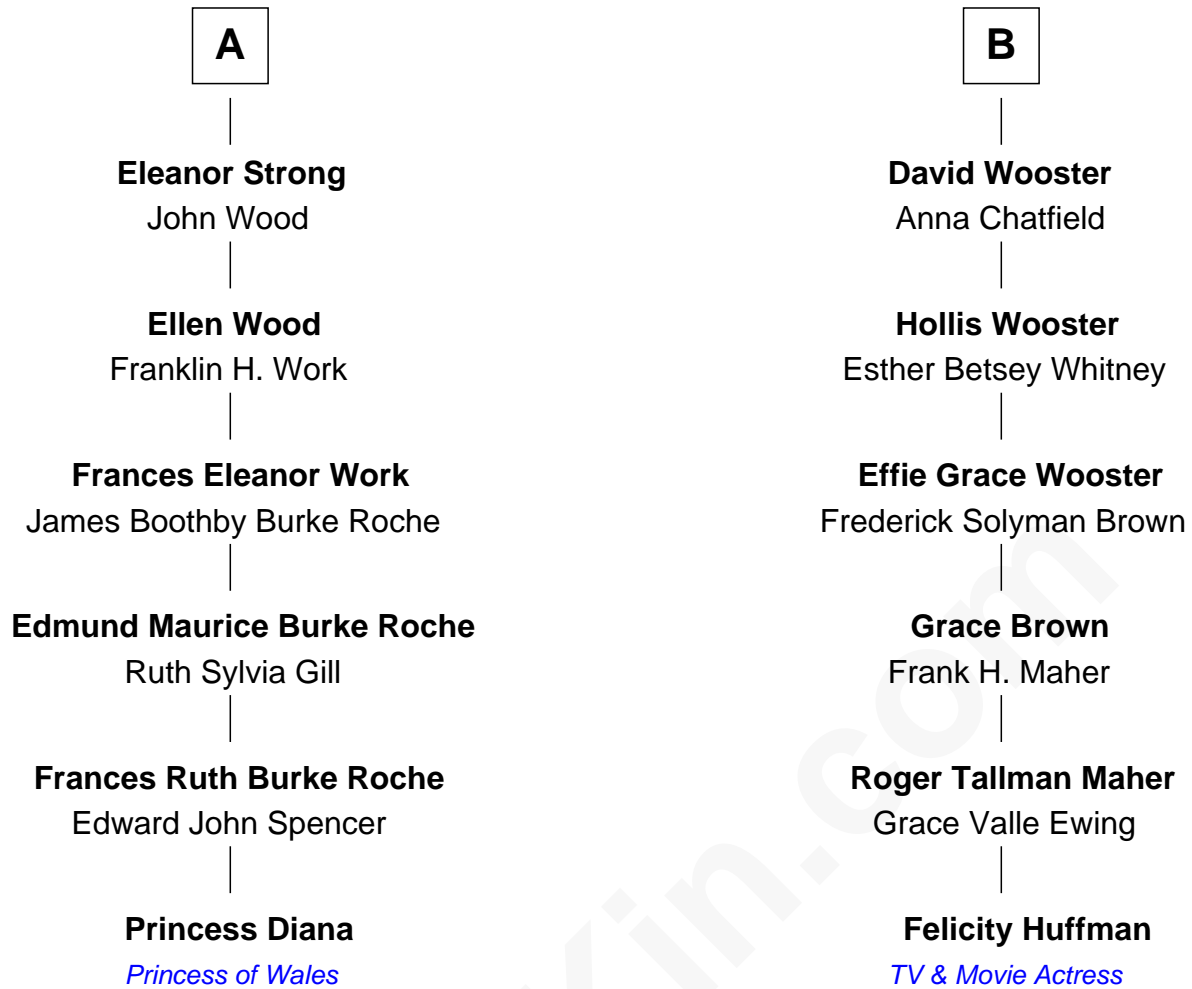 A
Eleanor Strong
John Wood
Ellen Wood
Franklin H. Work
Frances Eleanor Work
James Boothby Burke Roche
Edmund Maurice Burke Roche
Ruth Sylvia Gill
Frances Ruth Burke Roche
Edward John Spencer
Princess Diana
Princess of Wales
B
David Wooster
Anna Chatfield
Hollis Wooster
Esther Betsey Whitney
Effie Grace Wooster
Frederick Solyman Brown
Grace Brown
Frank H. Maher
Roger Tallman Maher
Grace Valle Ewing
Felicity Huffman
TV & Movie Actress
Kin.com